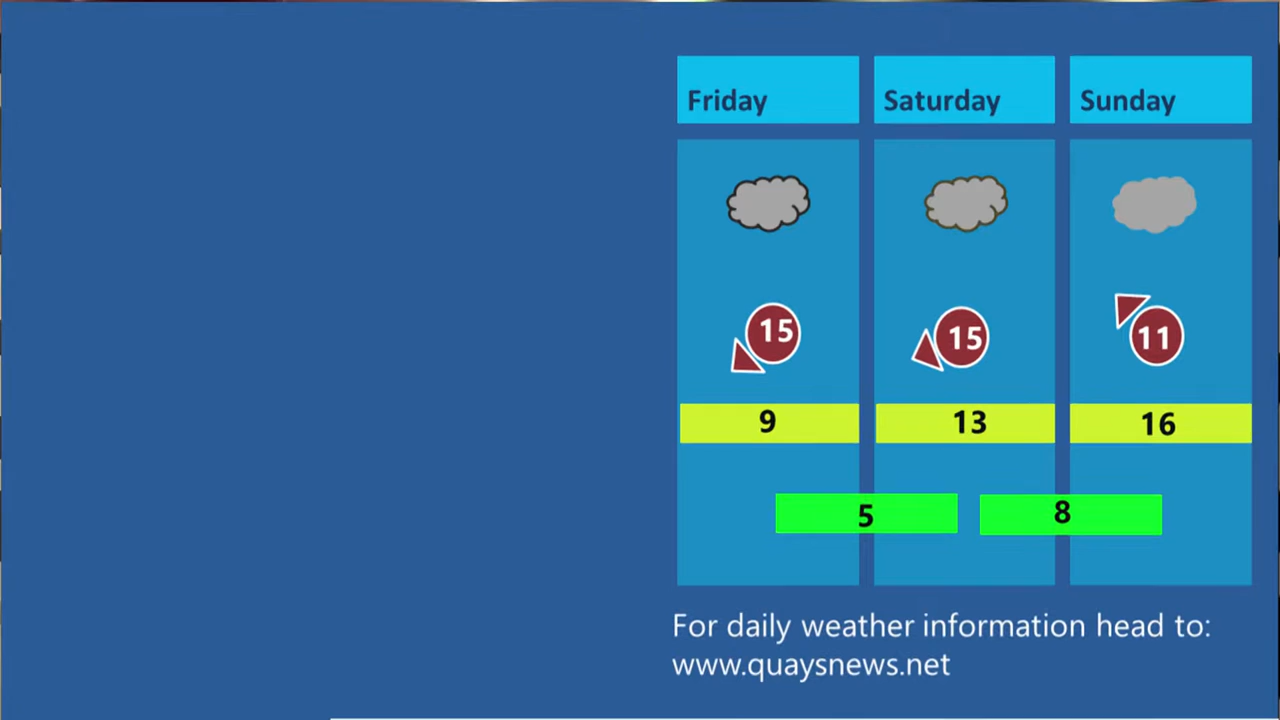 Friday Saturday Sunday
15 15 11
9 13 16
5 8
For daily weather information head to:
www.quaysnews.net